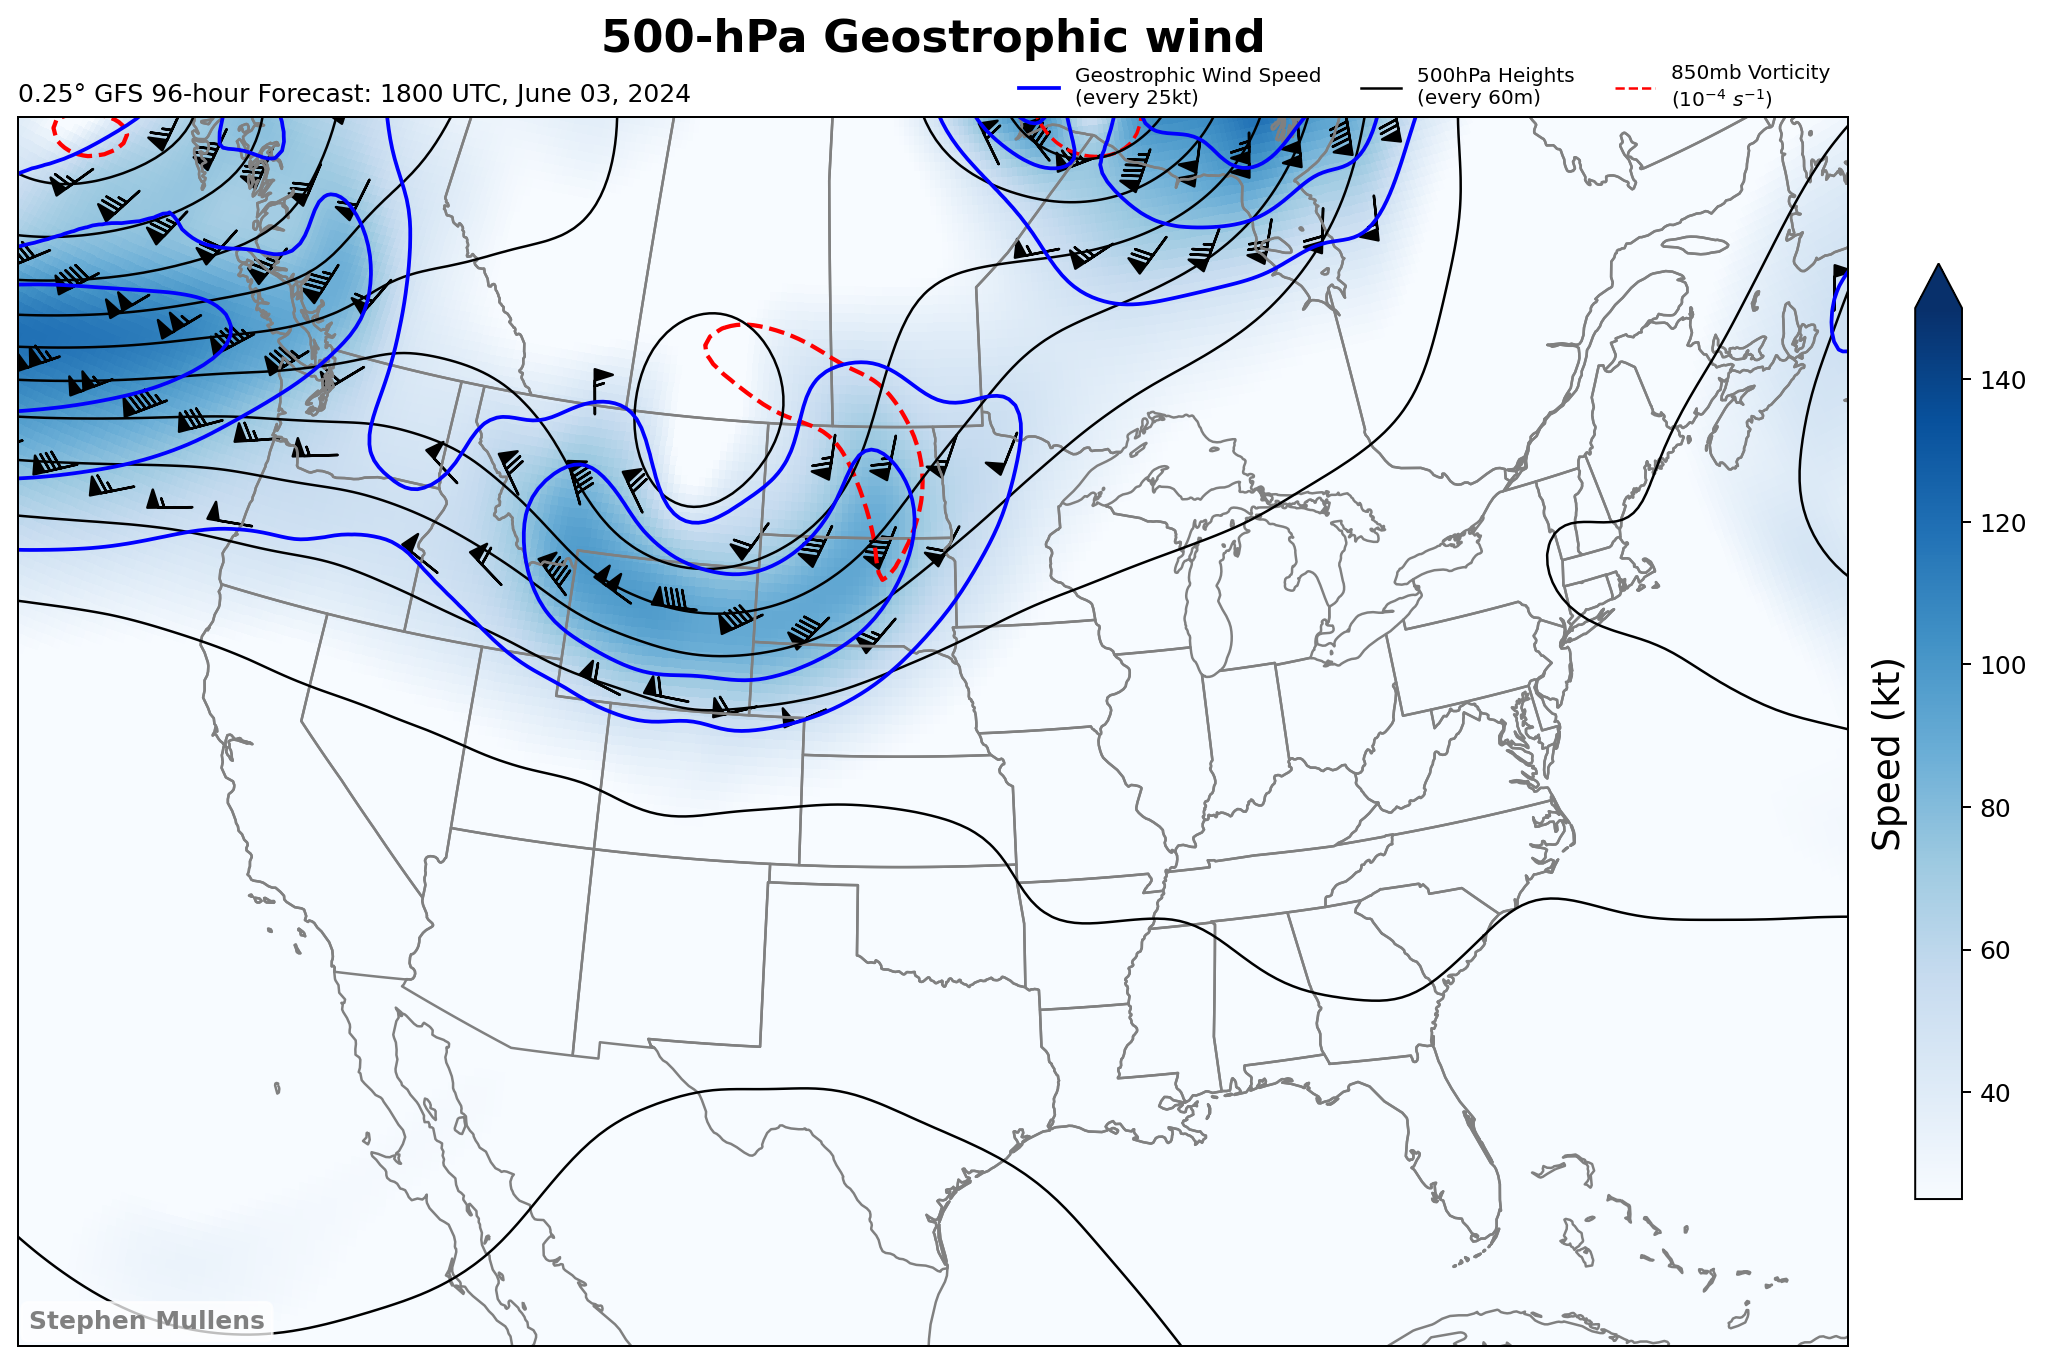 500-hPa Geostrophic wind
0.25° GFS 96-hour Forecast: 1800 UTC, June 03, 2024
Geostrophic Wind Speed
(every 25kt)
500hPa Heights
(every 60m)
850mb Vorticity
(10⁻⁴ s⁻¹)
140
120
100
80
60
40
Speed (kt)
Stephen Mullens